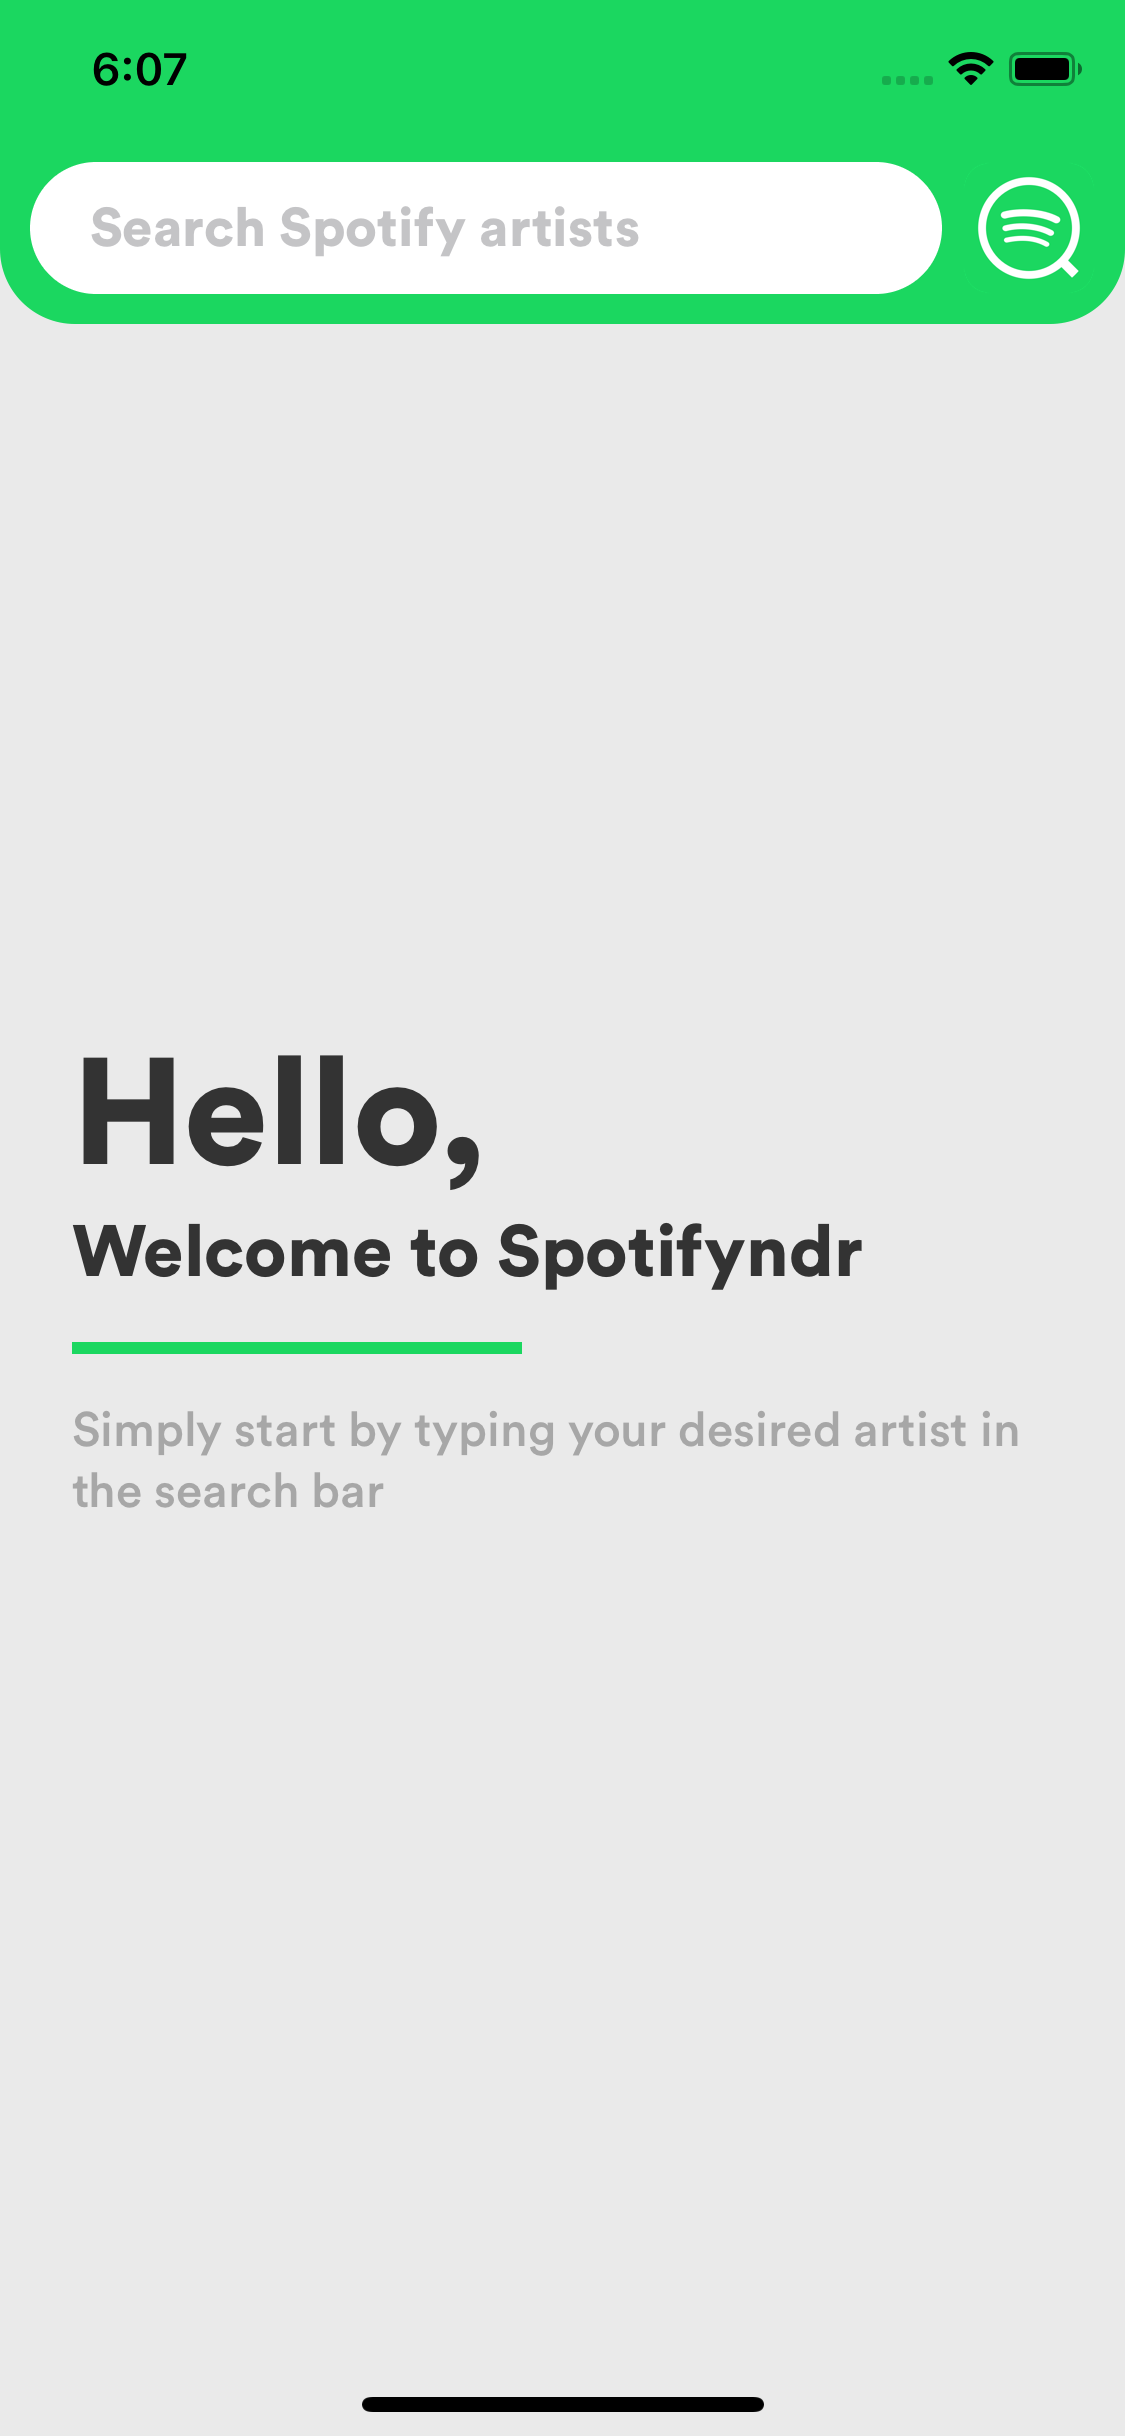 6:07
Search Spotify artists
Hello,
Welcome to Spotifyndr
Simply start by typing your desired artist in
the search bar